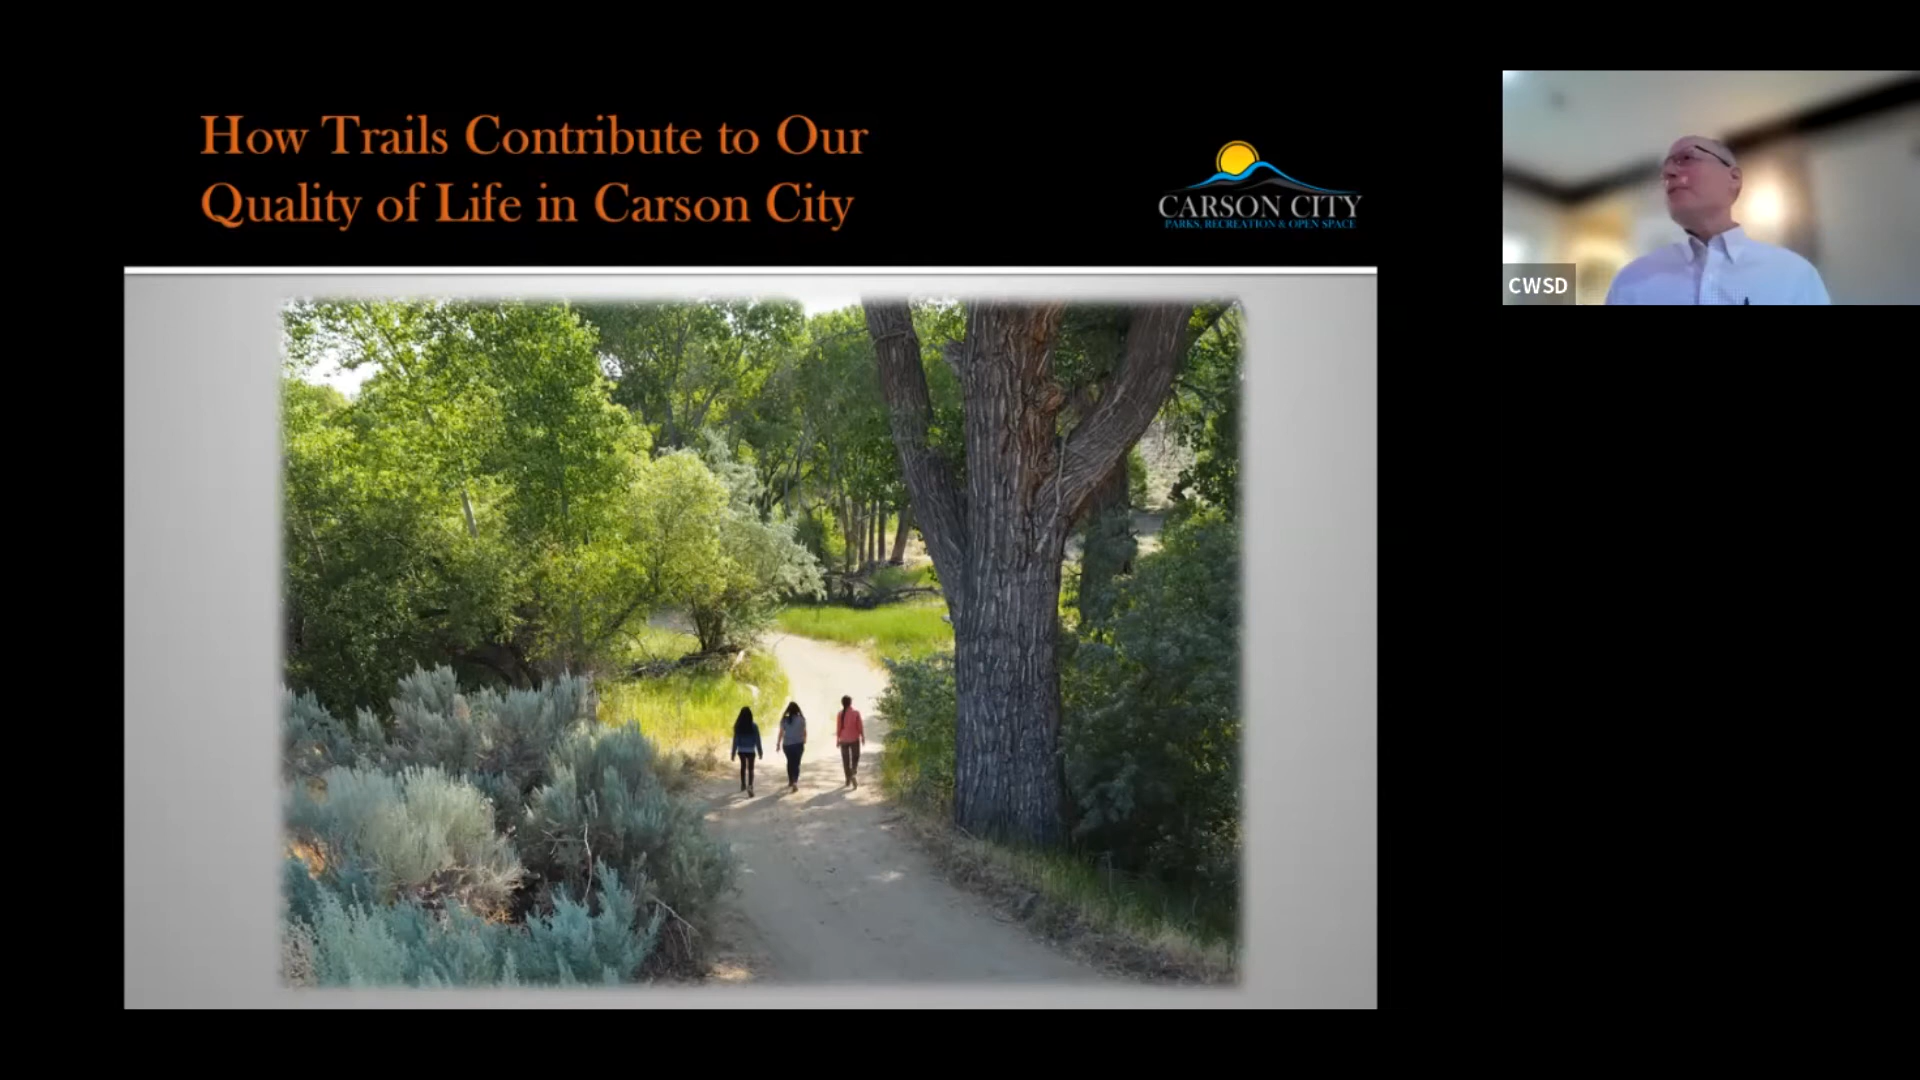 How Trails Contribute to Our
Quality of Life in Carson City
CARSON CITY
PARKS, RECREATION & OPEN SPACE
CWSD